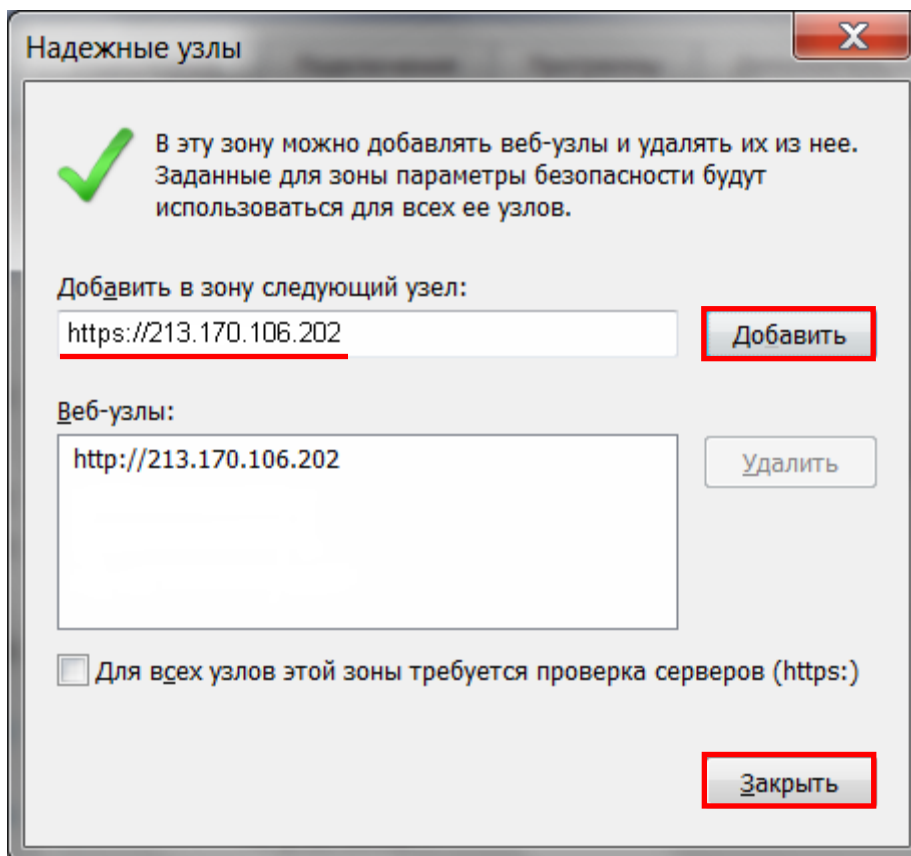 Надежные узлы
В эту зону можно добавлять веб-узлы и удалять их из нее.
Заданные для зоны параметры безопасности будут
использоваться для всех ее узлов.
Добавить в зону следующий узел:
https://213.170.106.202
Добавить
Веб-узлы:
http://213.170.106.202
Удалить
Для всех узлов этой зоны требуется проверка серверов (https:)
Закрыть